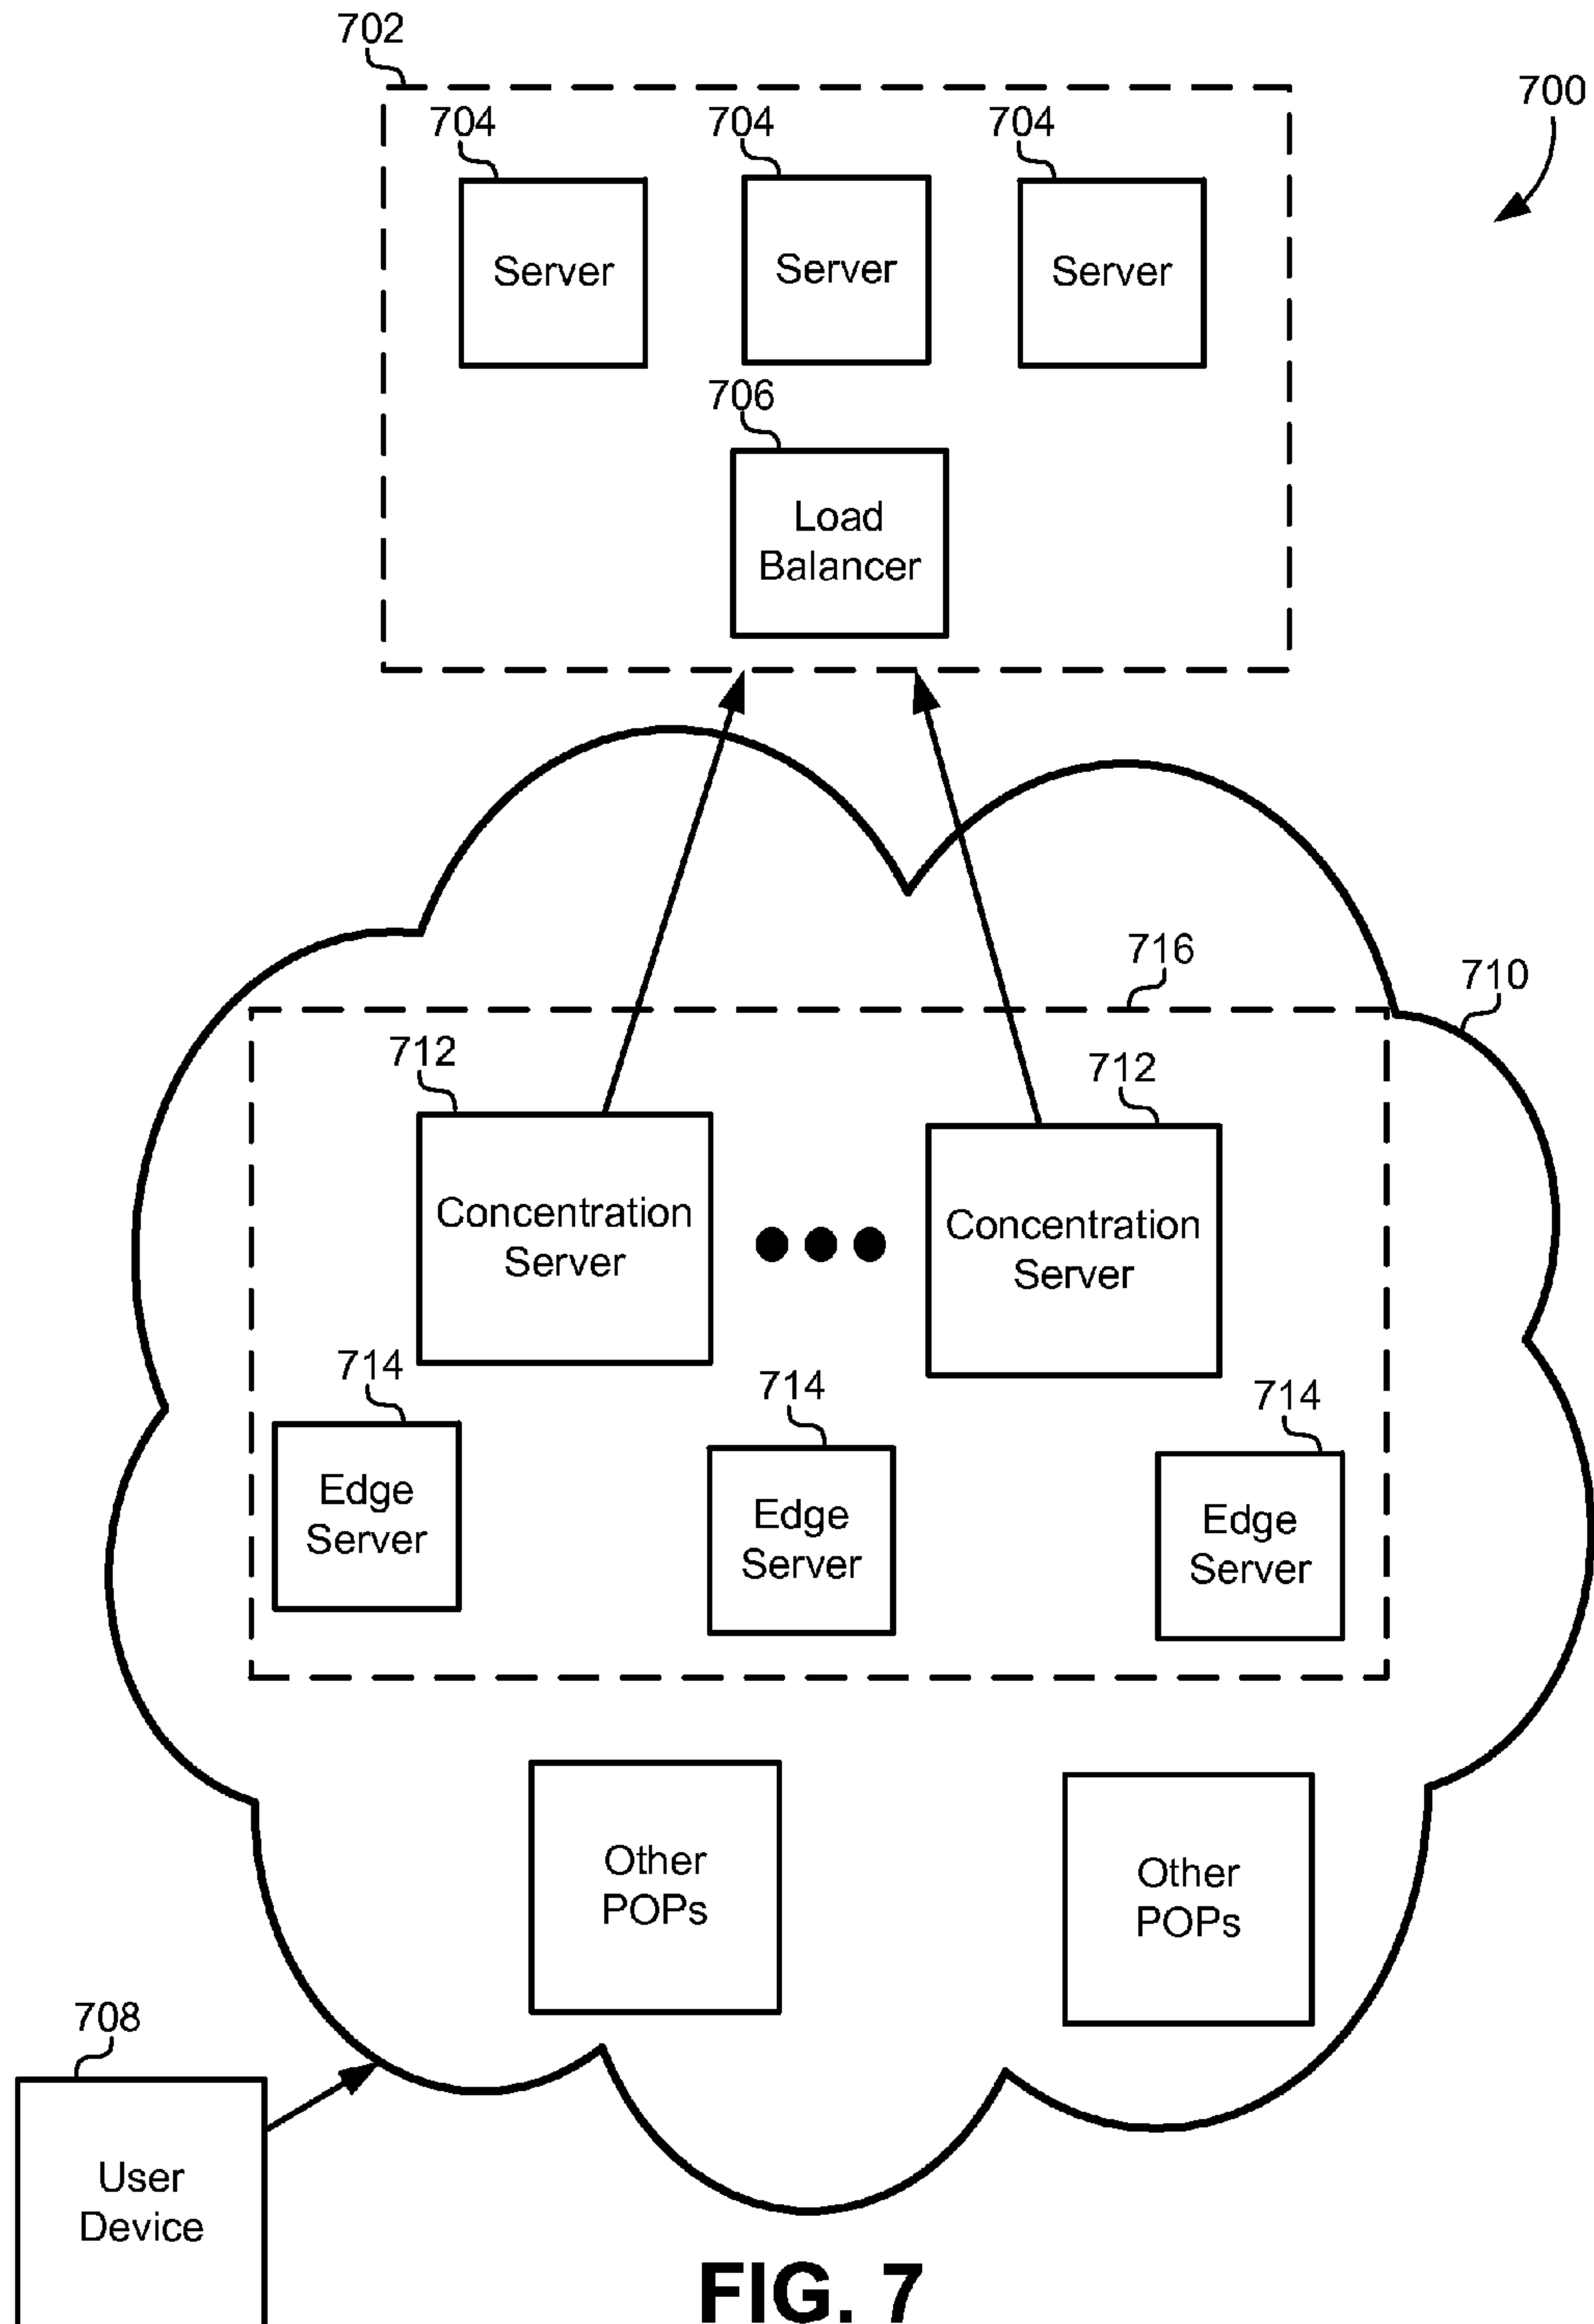 702
700
704
704
704
Server
Server
Server
706
Load
Balancer
716
710
712
712
Concentration
Server
Concentration
Server
714
714
714
Edge
Server
Edge
Server
Edge
Server
Other
POPs
Other
POPs
708
User
Device
FIG. 7